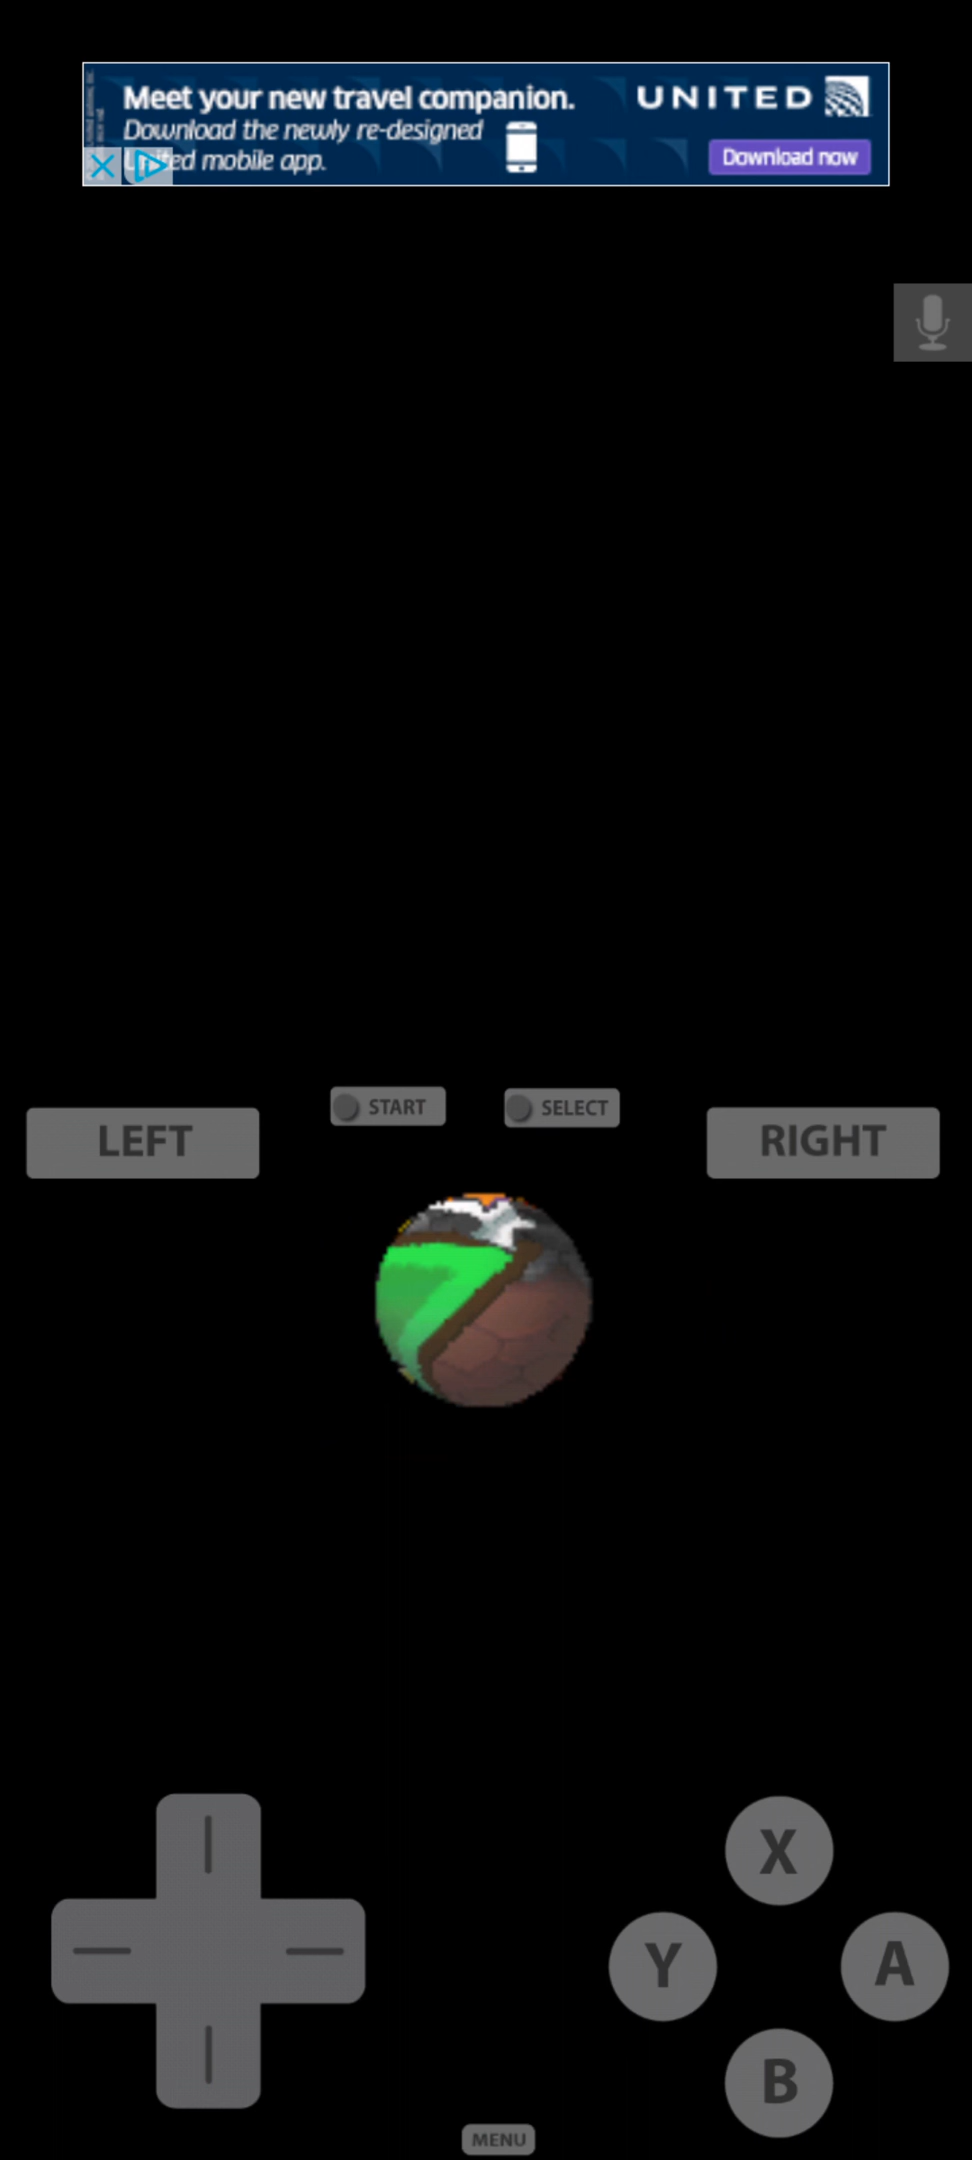 Meet your new travel companion.
Download the newly re-designed
United mobile app.
UNITED
Download now
START
SELECT
LEFT
RIGHT
X
Y
A
B
MENU